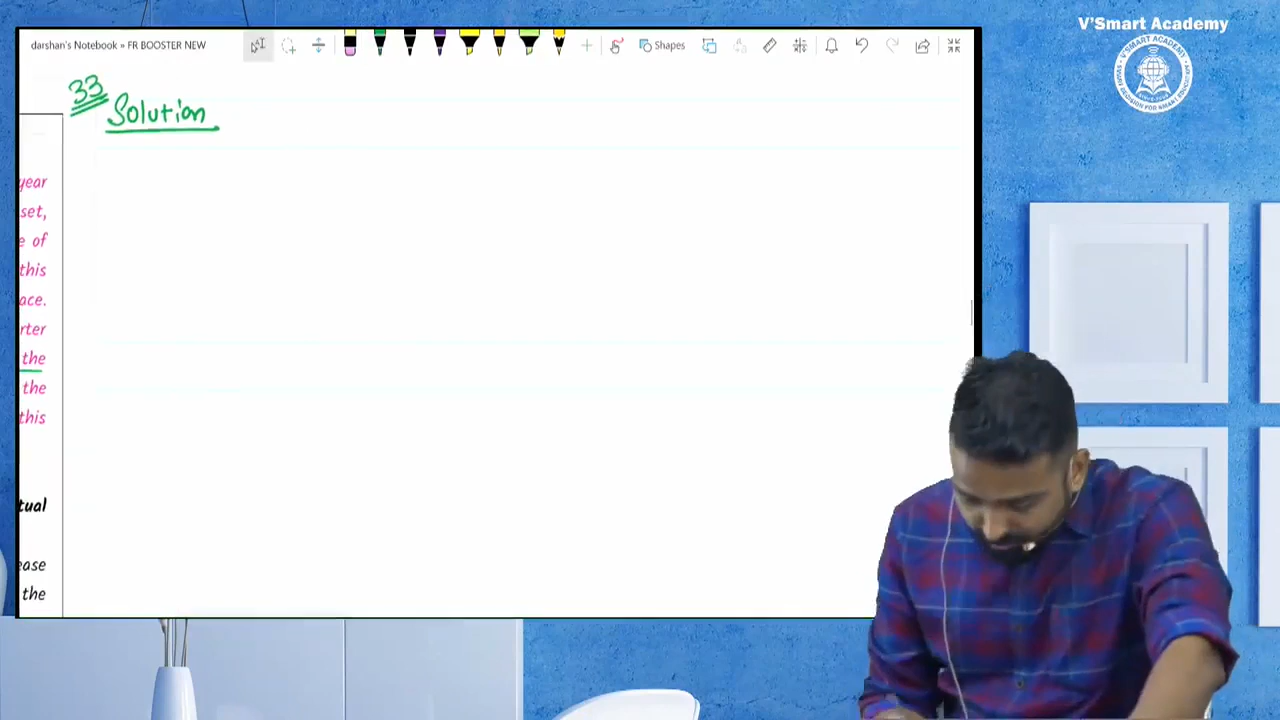 V'Smart Academy
darshan's Notebook » FR BOOSTER NEW
Shapes
33
Solution
year
set,
e of
this
ace.
rter
the
the
this
tual
ease
the